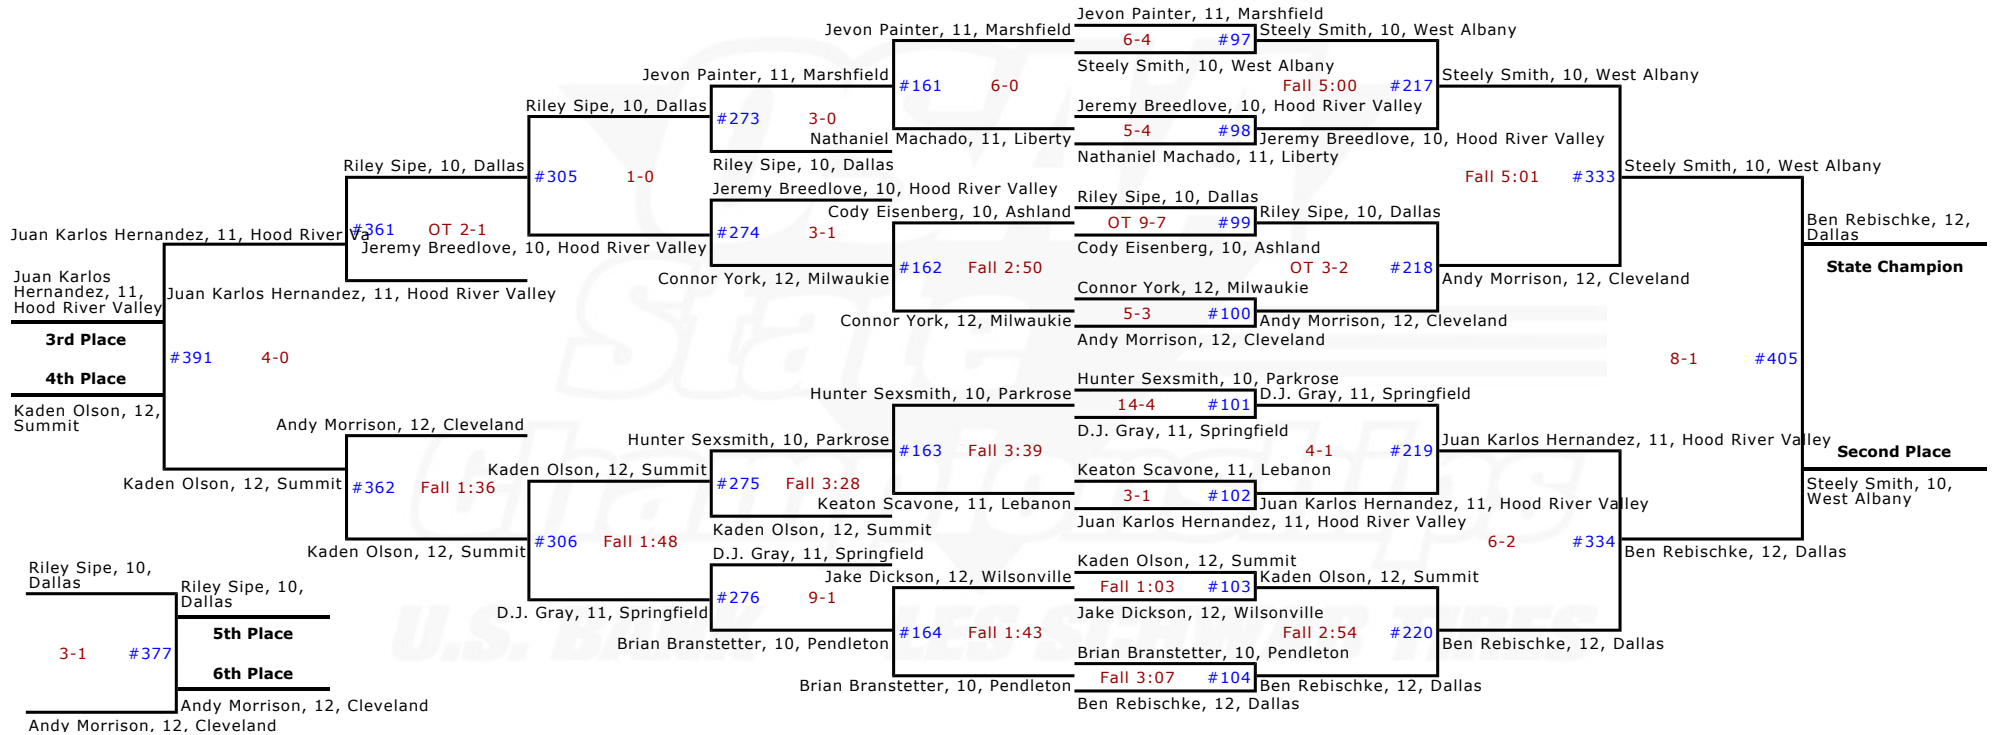 Jevon Painter, 11, Marshfield
Jevon Painter, 11, Marshfield
Steely Smith, 10, West Albany
6-4 #97
Steely Smith, 10, West Albany
Jevon Painter, 11, Marshfield
#161 6-0
Fall 5:00 #217
Steely Smith, 10, West Albany
Riley Sipe, 10, Dallas
#273 3-0
Jeremy Breedlove, 10, Hood River Valley
5-4 #98
Nathaniel Machado, 11, Liberty
Jeremy Breedlove, 10, Hood River Valley
Nathaniel Machado, 11, Liberty
Riley Sipe, 10, Dallas
Riley Sipe, 10, Dallas
Steely Smith, 10, West Albany
#305 1-0
Fall 5:01 #333
Jeremy Breedlove, 10, Hood River Valley
Riley Sipe, 10, Dallas
Cody Eisenberg, 10, Ashland
OT 9-7 #99
Riley Sipe, 10, Dallas
Ben Rebischke, 12,
Dallas
Juan Karlos Hernandez, 11, Hood River Va
#361 OT 2-1
#274 3-1
Jeremy Breedlove, 10, Hood River Valley
Cody Eisenberg, 10, Ashland
#162 Fall 2:50
OT 3-2 #218
State Champion
Juan Karlos
Hernandez, 11,
Hood River Valley
Juan Karlos Hernandez, 11, Hood River Valley
Connor York, 12, Milwaukie
Andy Morrison, 12, Cleveland
Connor York, 12, Milwaukie
5-3 #100
Connor York, 12, Milwaukie
Andy Morrison, 12, Cleveland
3rd Place
Andy Morrison, 12, Cleveland
#391 4-0
8-1 #405
4th Place
Hunter Sexsmith, 10, Parkrose
Hunter Sexsmith, 10, Parkrose
D.J. Gray, 11, Springfield
14-4 #101
Kaden Olson, 12,
Summit
Andy Morrison, 12, Cleveland
D.J. Gray, 11, Springfield
Hunter Sexsmith, 10, Parkrose
#163 Fall 3:39
4-1 #219
Juan Karlos Hernandez, 11, Hood River Valley
Second Place
Kaden Olson, 12, Summit
Keaton Scavone, 11, Lebanon
Kaden Olson, 12, Summit
#362 Fall 1:36
#275 Fall 3:28
3-1 #102
Steely Smith, 10,
West Albany
Keaton Scavone, 11, Lebanon
Juan Karlos Hernandez, 11, Hood River Valley
Juan Karlos Hernandez, 11, Hood River Valley
Kaden Olson, 12, Summit
#306 Fall 1:48
6-2 #334
Kaden Olson, 12, Summit
D.J. Gray, 11, Springfield
Ben Rebischke, 12, Dallas
Kaden Olson, 12, Summit
Riley Sipe, 10,
Dallas
Jake Dickson, 12, Wilsonville
Fall 1:03 #103
Kaden Olson, 12, Summit
Riley Sipe, 10,
Dallas
#276 9-1
D.J. Gray, 11, Springfield
Jake Dickson, 12, Wilsonville
5th Place
#164 Fall 1:43
Fall 2:54 #220
Brian Branstetter, 10, Pendleton
Ben Rebischke, 12, Dallas
3-1 #377
Brian Branstetter, 10, Pendleton
6th Place
Fall 3:07 #104
Brian Branstetter, 10, Pendleton
Ben Rebischke, 12, Dallas
Andy Morrison, 12, Cleveland
Ben Rebischke, 12, Dallas
Andy Morrison, 12, Cleveland
OSAA
State
Championships
U.S. BANK LES SCHWAB TIRES